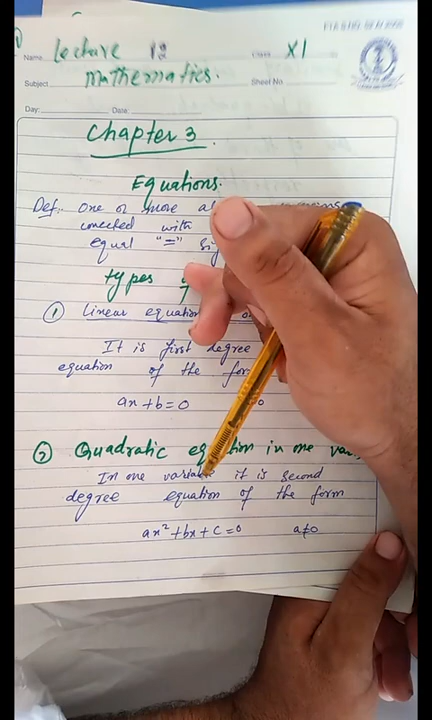 Name Lecture 12 Class XI
Subject mathematics. Sheet No
Day: Date:
Chapter 3.
Equations.
Def:- One or more
connected with
equal "="
types
① Linear equation
It is first degree
equation of the
ax + b = 0
② Quadratic equation in one
In one variable it is second
degree equation of the form
ax² + bx + c = 0 a≠0